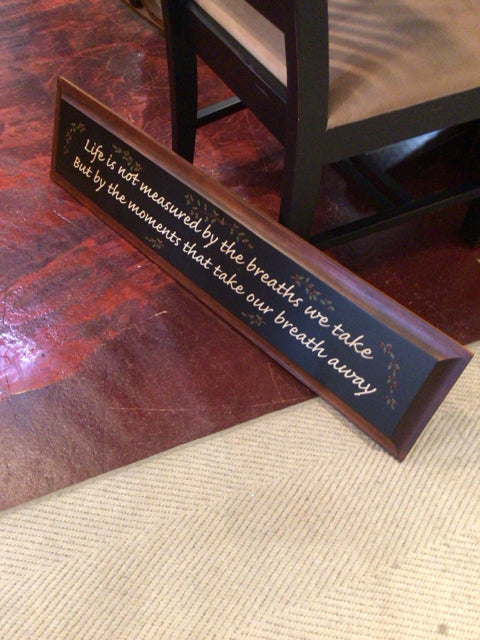 Life is not measured by the breaths we take
But by the moments that take our breath away